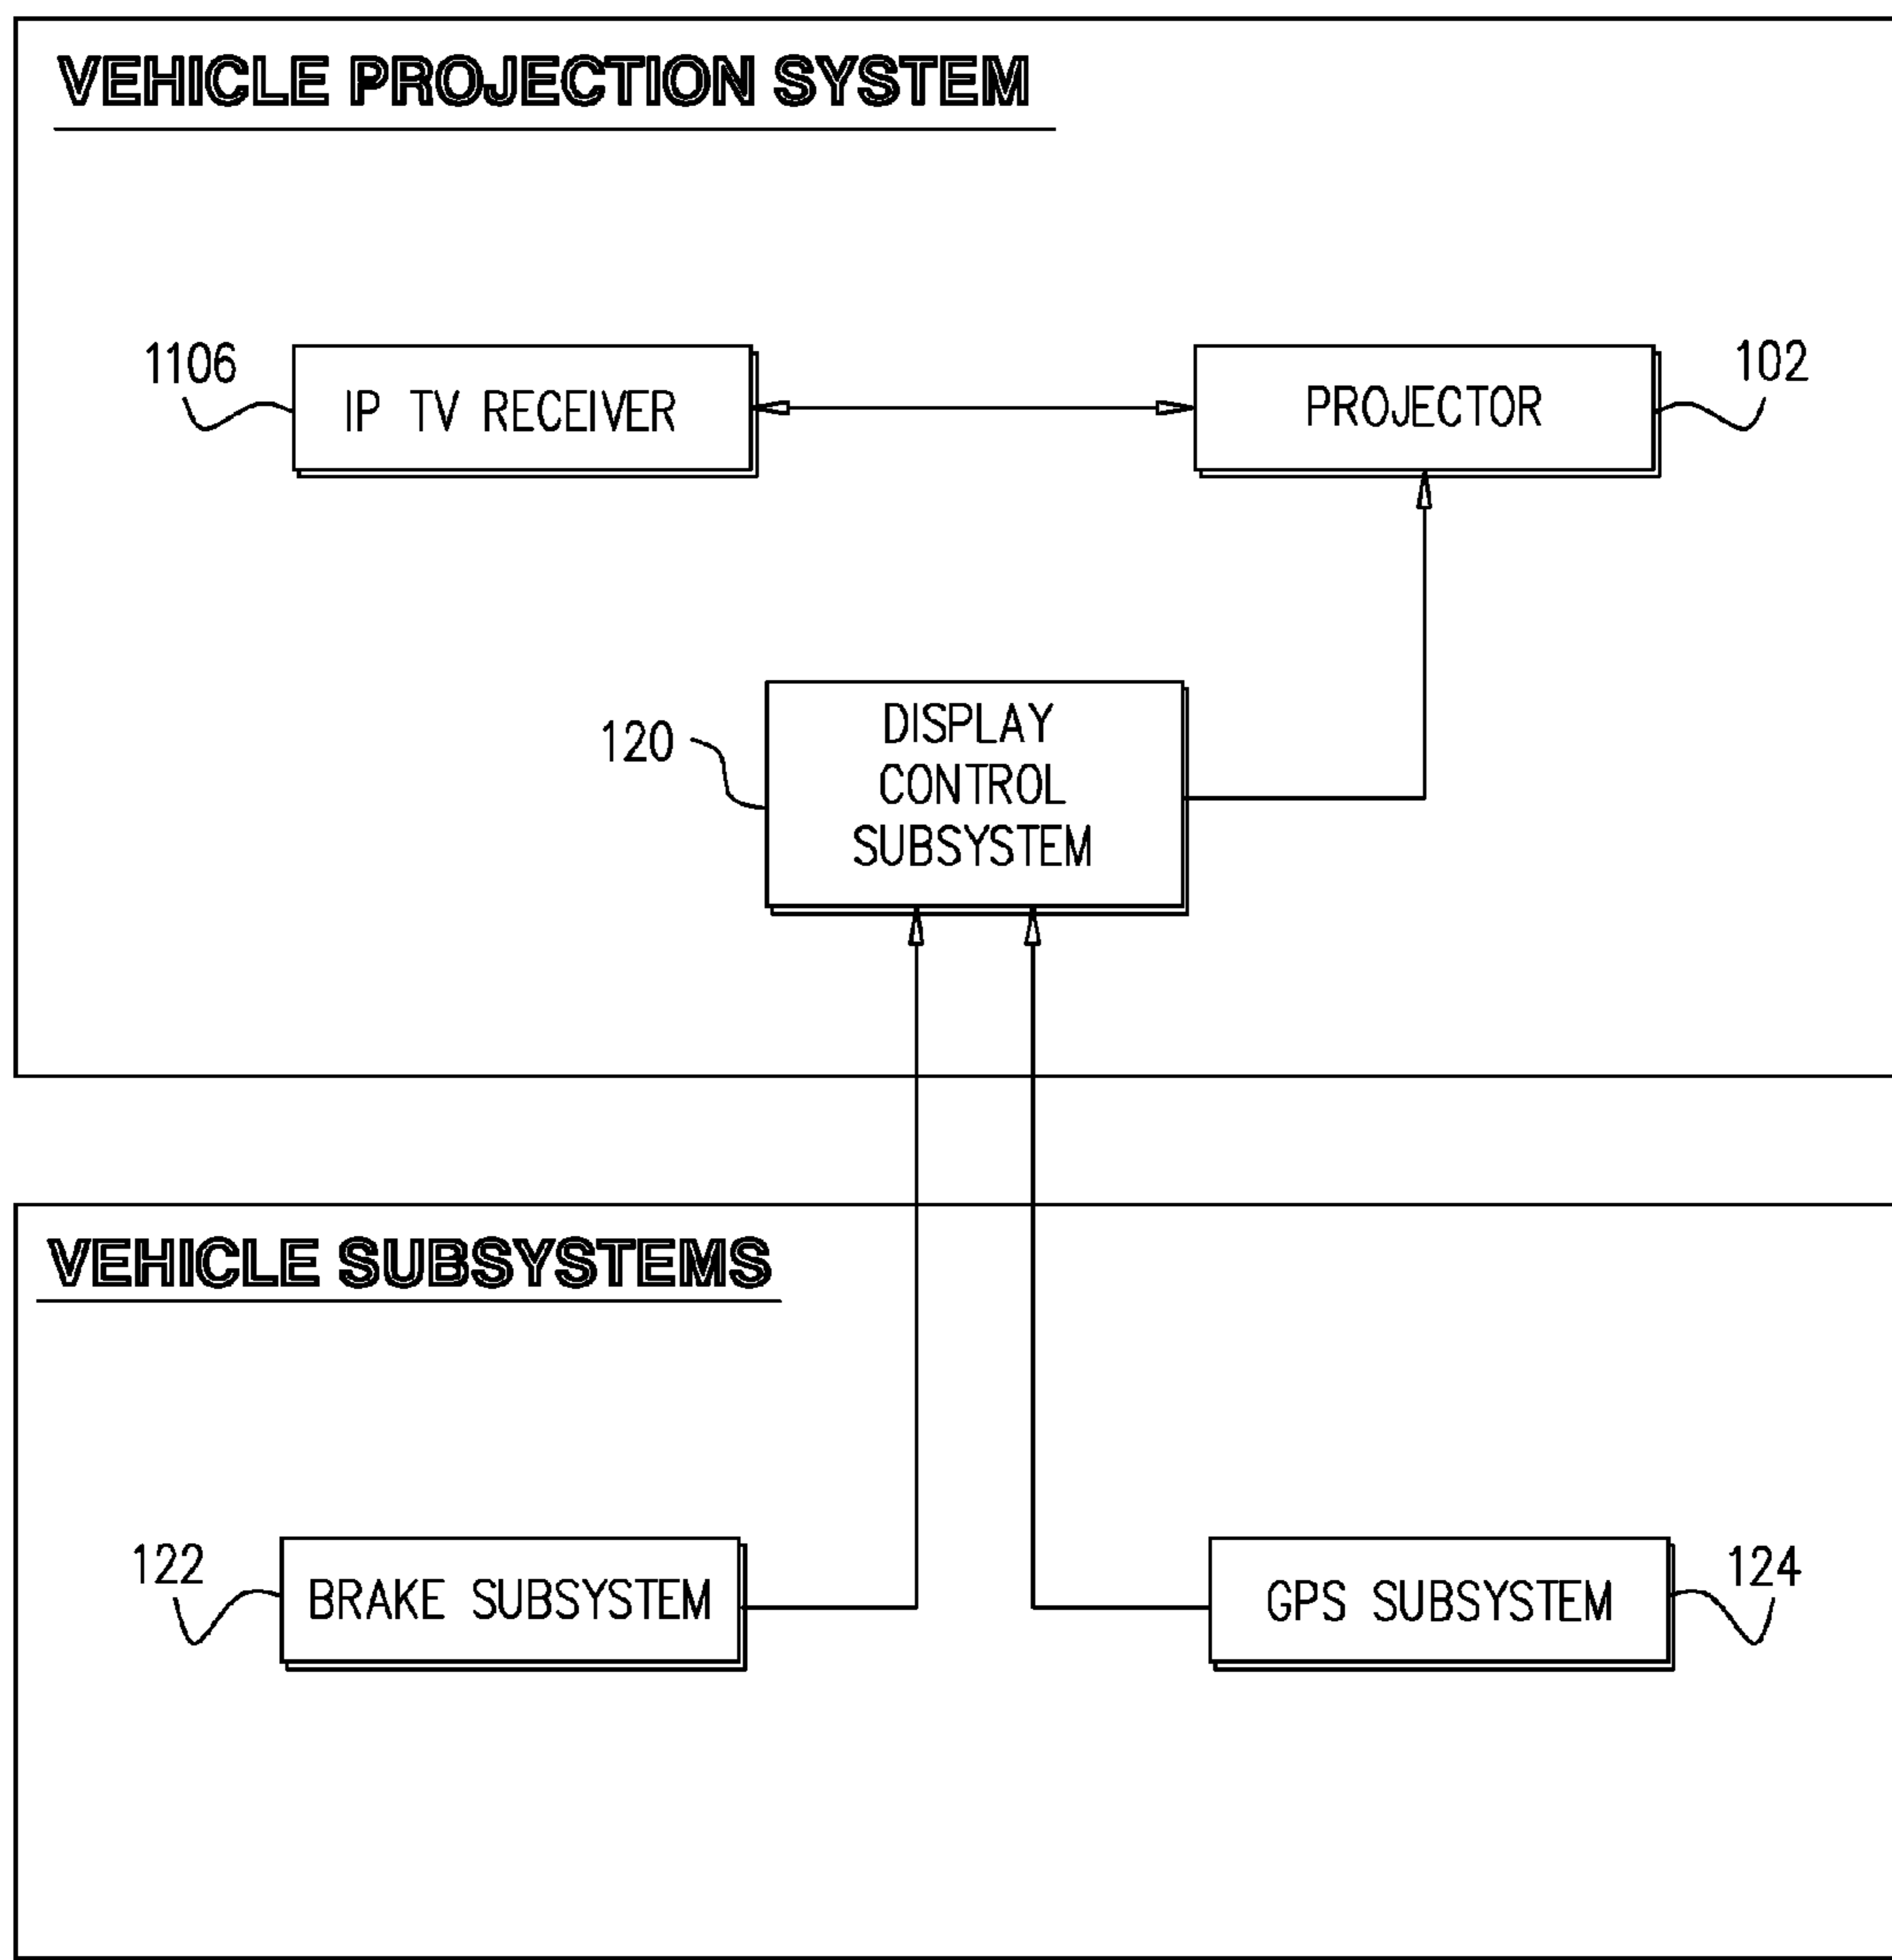 VEHICLE PROJECTION SYSTEM
1106
IP TV RECEIVER
PROJECTOR
102
120
DISPLAY
CONTROL
SUBSYSTEM
VEHICLE SUBSYSTEMS
122
BRAKE SUBSYSTEM
GPS SUBSYSTEM
124